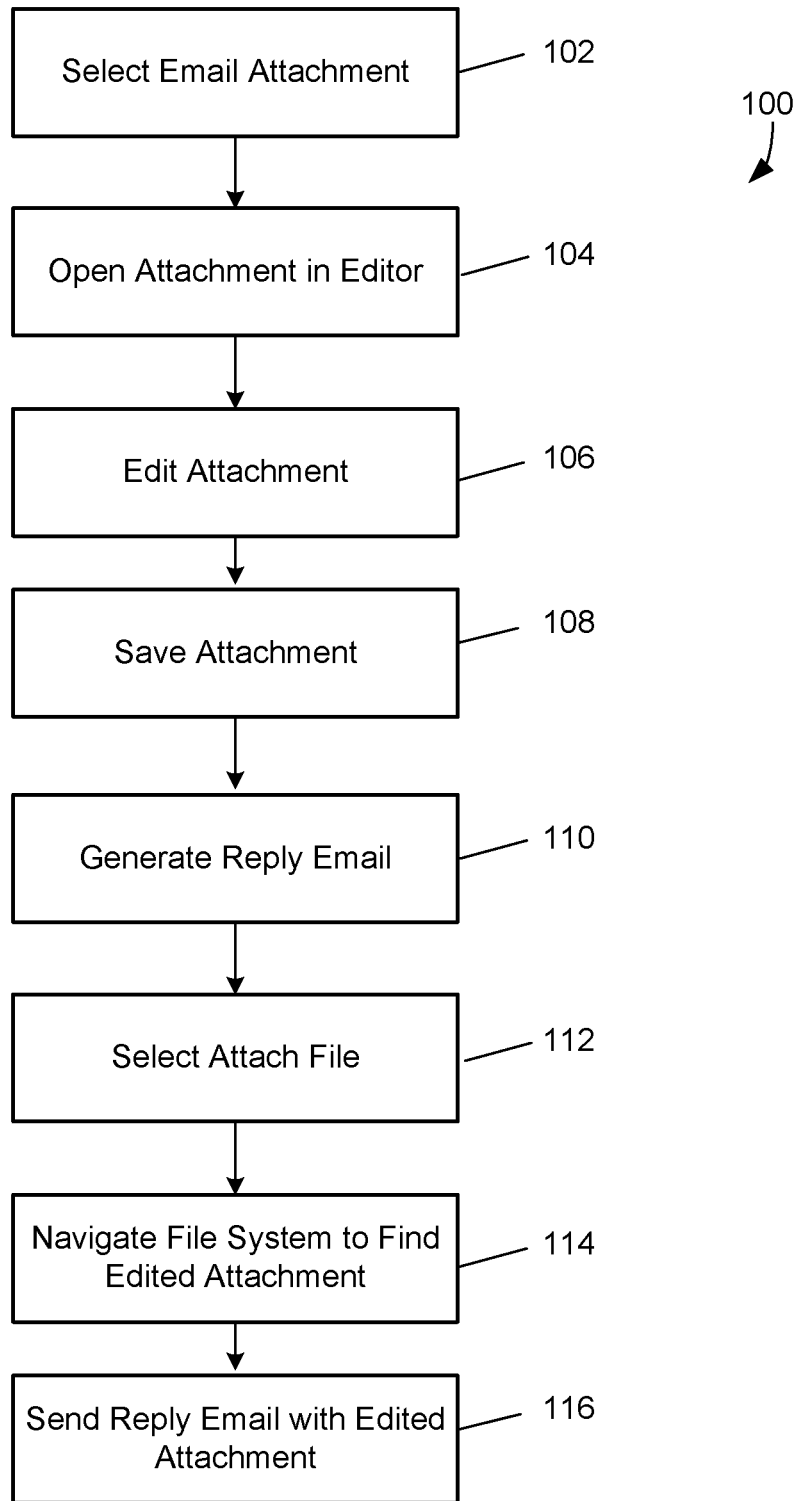 Select Email Attachment
102
100
Open Attachment in Editor
104
Edit Attachment
106
Save Attachment
108
Generate Reply Email
110
Select Attach File
112
Navigate File System to Find
Edited Attachment
114
Send Reply Email with Edited
Attachment
116